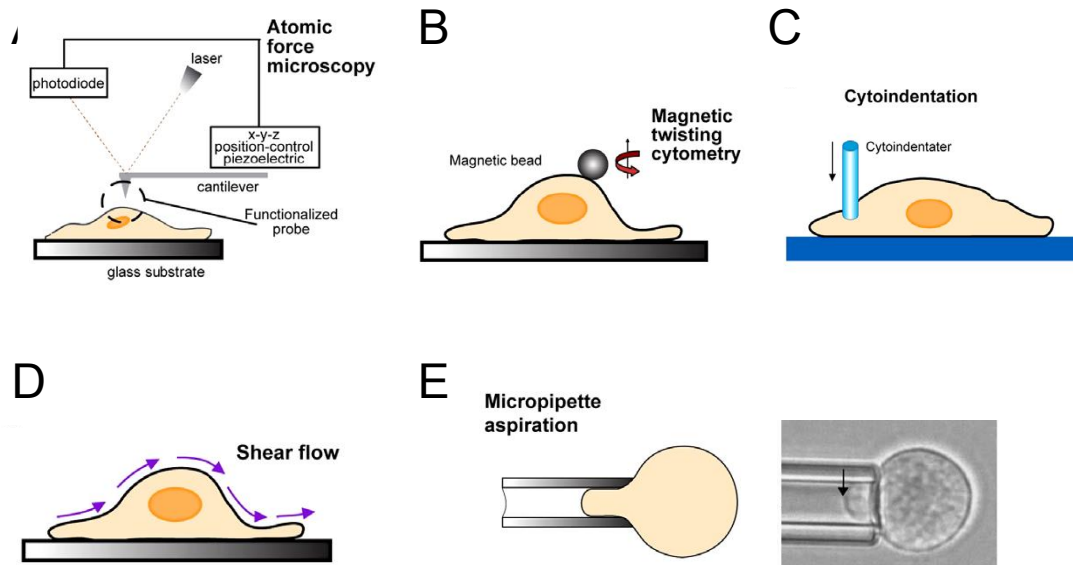 A
Atomic
force
microscopy
laser
photodiode
x-y-z
position-control
piezoelectric
cantilever
Functionalized
probe
glass substrate
B
Magnetic
twisting
cytometry
Magnetic bead
C
Cytoindentation
Cytoindentater
D
Shear flow
E
Micropipette
aspiration